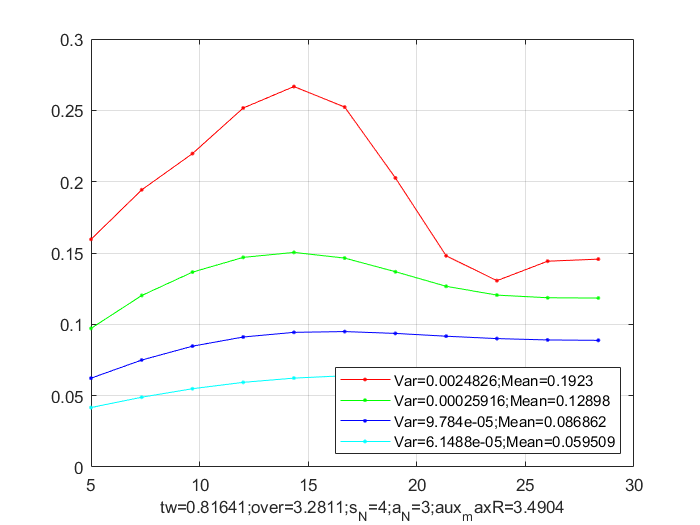 0.3
0.25
0.2
0.15
0.1
0.05
0
Var=0.0024826;Mean=0.1923
Var=0.00025916;Mean=0.12898
Var=9.784e-05;Mean=0.086862
Var=6.1488e-05;Mean=0.059509
5 10 15 20 25 30
tw=0.81641;over=3.2811;s_N=4;a_N=3;aux_maxR=3.4904